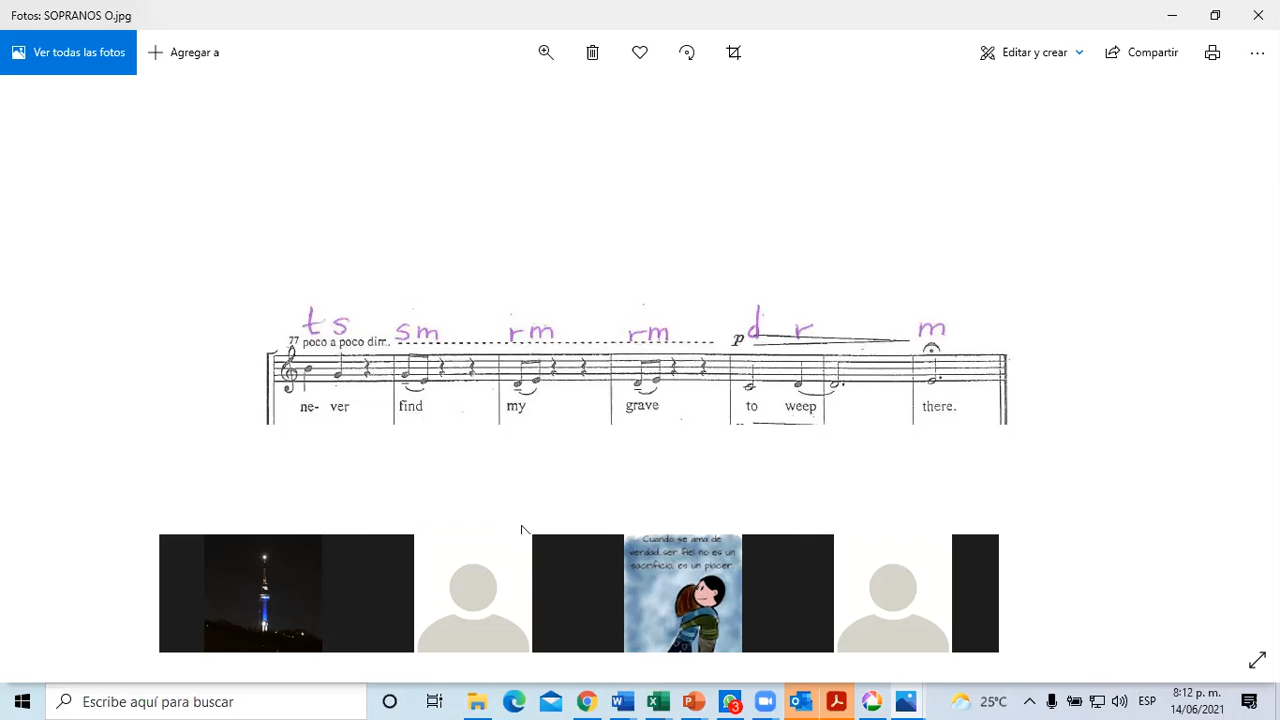 Fotos: SOPRANOS O.jpg
Ver todas las fotos
Agregar a
Editar y crear
Compartir
t s s m r m r m d r m
77 poco a poco dim. p
ne- ver find my grave to weep there.
Cuando se ama de
verdad ser fiel no es un
sacrificio, es un placer.
Escribe aquí para buscar
3
25°C
ESP
8:12 p. m.
14/06/2021